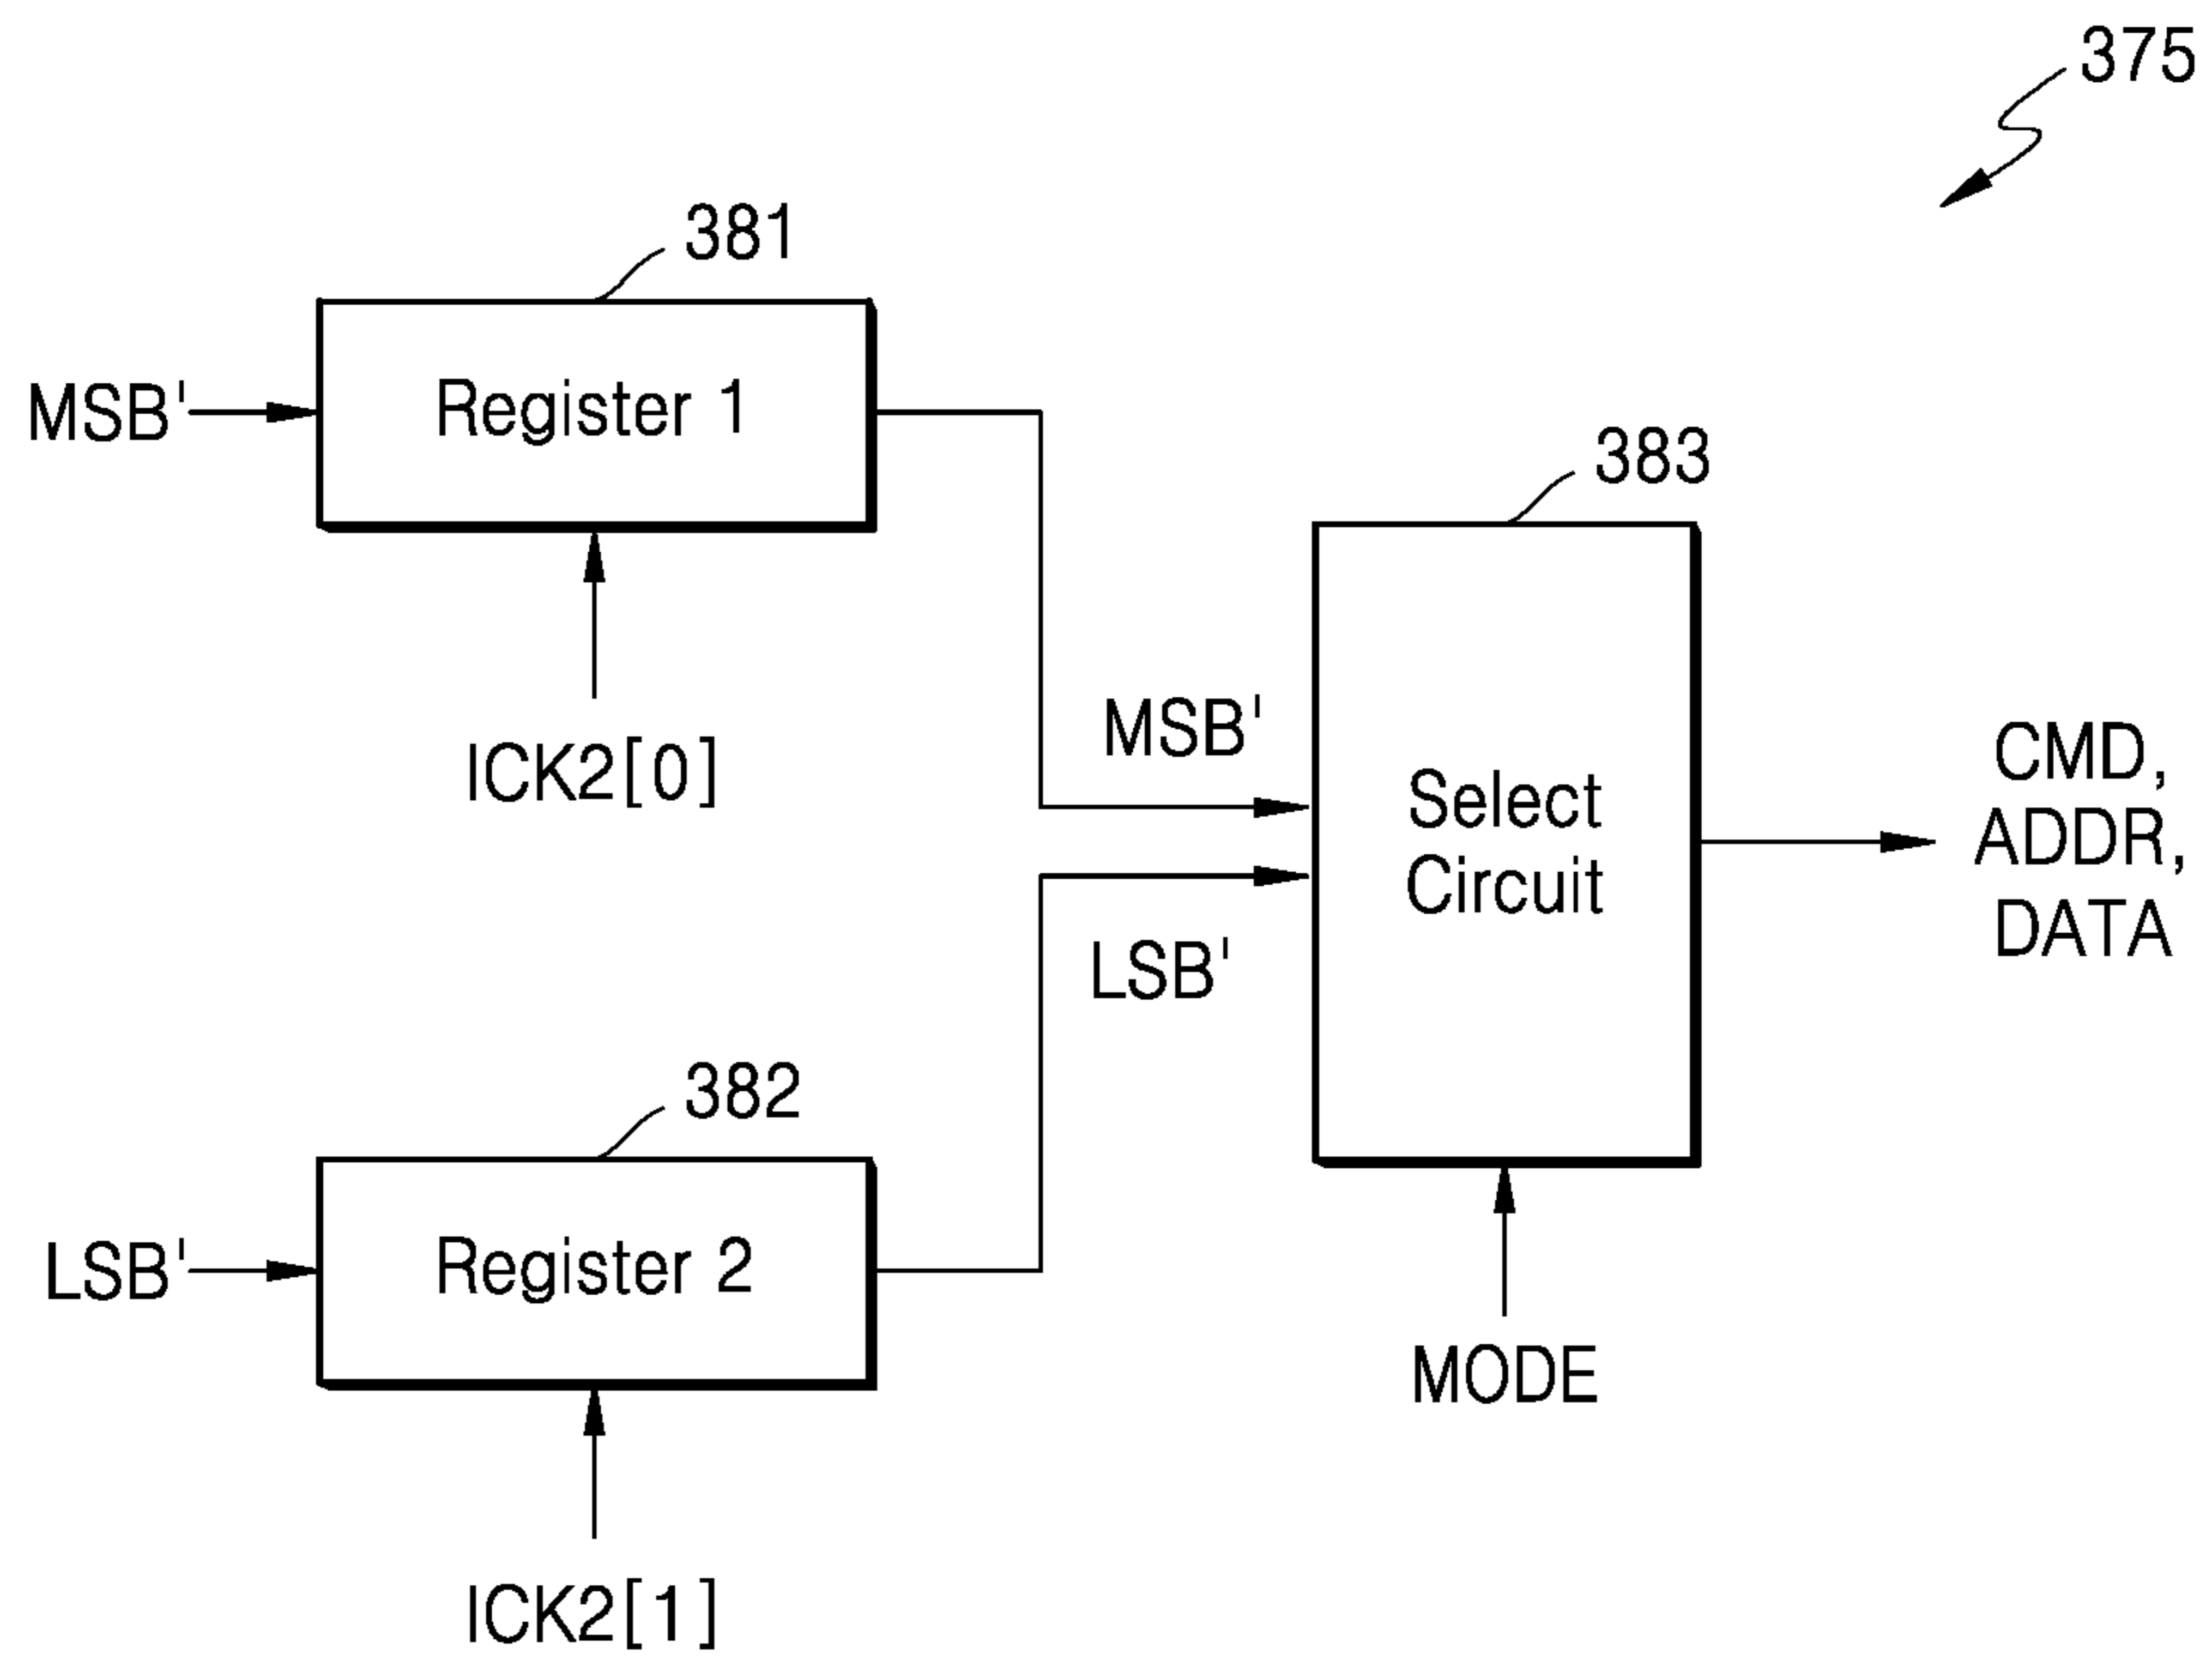 375
381
MSB'
Register 1
ICK2[0]
383
MSB'
Select
Circuit
CMD,
ADDR,
DATA
LSB'
382
LSB'
Register 2
MODE
ICK2[1]